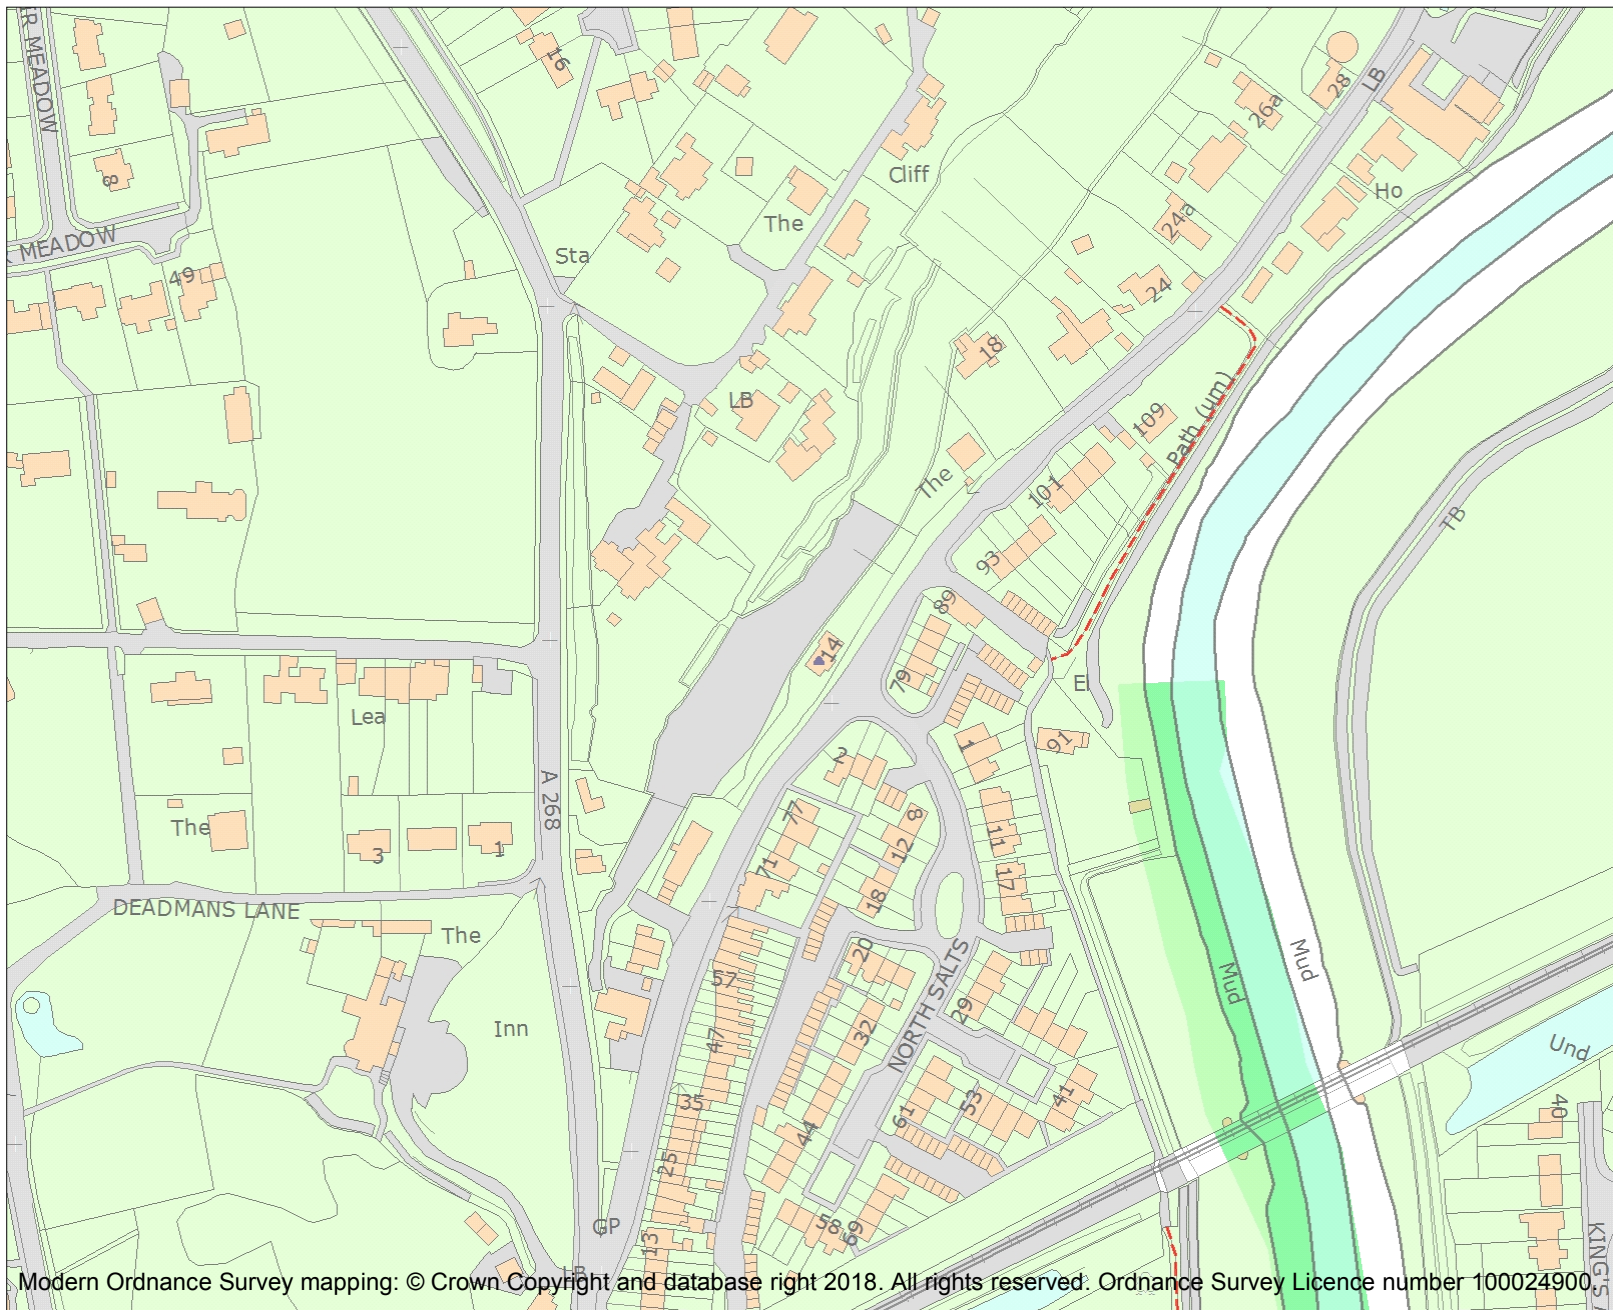 ER MEADOW
16
28
LB
26a
8
Cliff
Ho
The
24a
K MEADOW
Sta
49
24
18
LB
109
Path (um)
The
101
TB
93
89
14
79
El
Lea
91
1
2
A 268
77
8
The
11
3
1
12
71
17
18
DEADMANS LANE
The
20
57
NORTH SALTS
Mud
Mud
29
Inn
32
47
Und
35
53
41
40
61
44
25
GP
58
69
13
KING'S
LB
Modern Ordnance Survey mapping: © Crown Copyright and database right 2018. All rights reserved. Ordnance Survey Licence number 100024900.